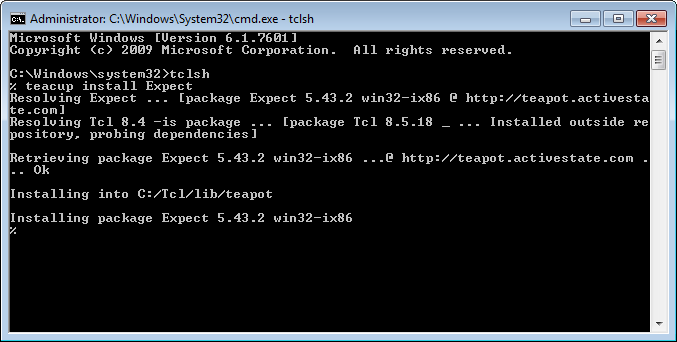 Administrator: C:\Windows\System32\cmd.exe - tclsh
Microsoft Windows [Version 6.1.7601]
Copyright (c) 2009 Microsoft Corporation.  All rights reserved.
C:\Windows\system32>tclsh
% teacup install Expect
Resolving Expect ... [package Expect 5.43.2 win32-ix86 @ http://teapot.activesta
te.com]
Resolving Tcl 8.4 -is package ... [package Tcl 8.5.18 _ ... Installed outside re
pository, probing dependencies]
Retrieving package Expect 5.43.2 win32-ix86 ...@ http://teapot.activestate.com .
.. Ok
Installing into C:/Tcl/lib/teapot
Installing package Expect 5.43.2 win32-ix86
%